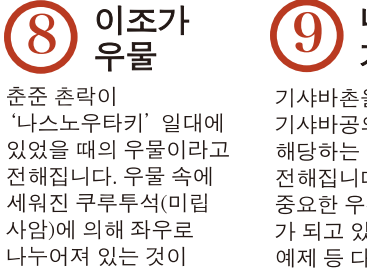 8
이조가
우물
춘준 촌락이
‘나스노우타키’ 일대에
있었을 때의 우물이라고
전해집니다. 우물 속에
세워진 쿠루투석(미립
사암)에 의해 좌우로
나누어져 있는 것이
9
기샤바촌을
기샤바공의
해당하는
전해집니다
중요한 우
가 되고 있
예제 등 다